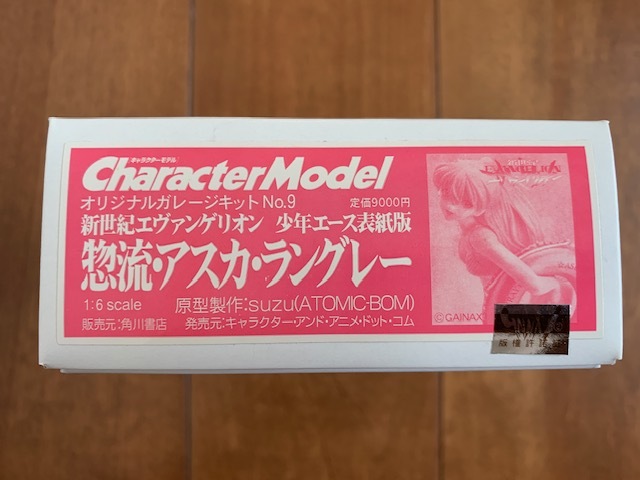 キャラクターモデル
CharacterModel
オリジナルガレージキット No.9 定価9000円
新世紀エヴァンゲリオン 少年エース表紙版
惣流・アスカ・ラングレー
1:6 scale 原型製作:suzu(ATOMIC-BOM)
販売元:角川書店 発売元:キャラクター・アンド・アニメ・ドット・コム
EVANGELION
©GAINAX
版権許諾